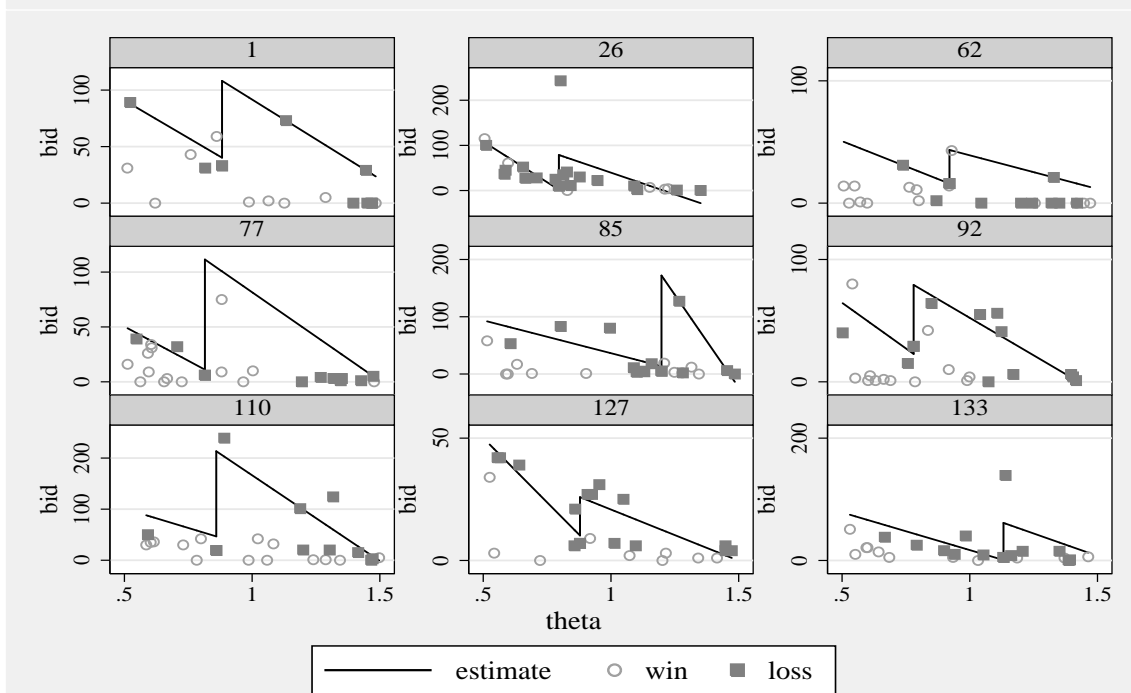 1 26 62
bid 0 50 100
bid 0 100 200
bid 0 100
77 85 92
bid 0 50 100
bid 0 100 200
bid 0 100
110 127 133
bid 0 100 200
bid 0 50
bid 0 200
.5 1 1.5 .5 1 1.5 .5 1 1.5
theta
estimate win loss